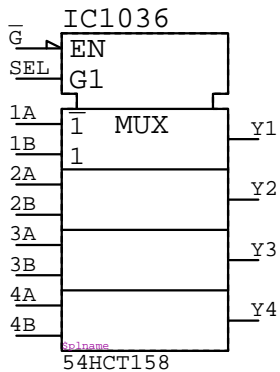 IC1036
G̅ EN
SEL G1
1A 1̅ MUX Y1
1B 1
2A Y2
2B
3A Y3
3B
4A Y4
4B
Splname
54HCT158